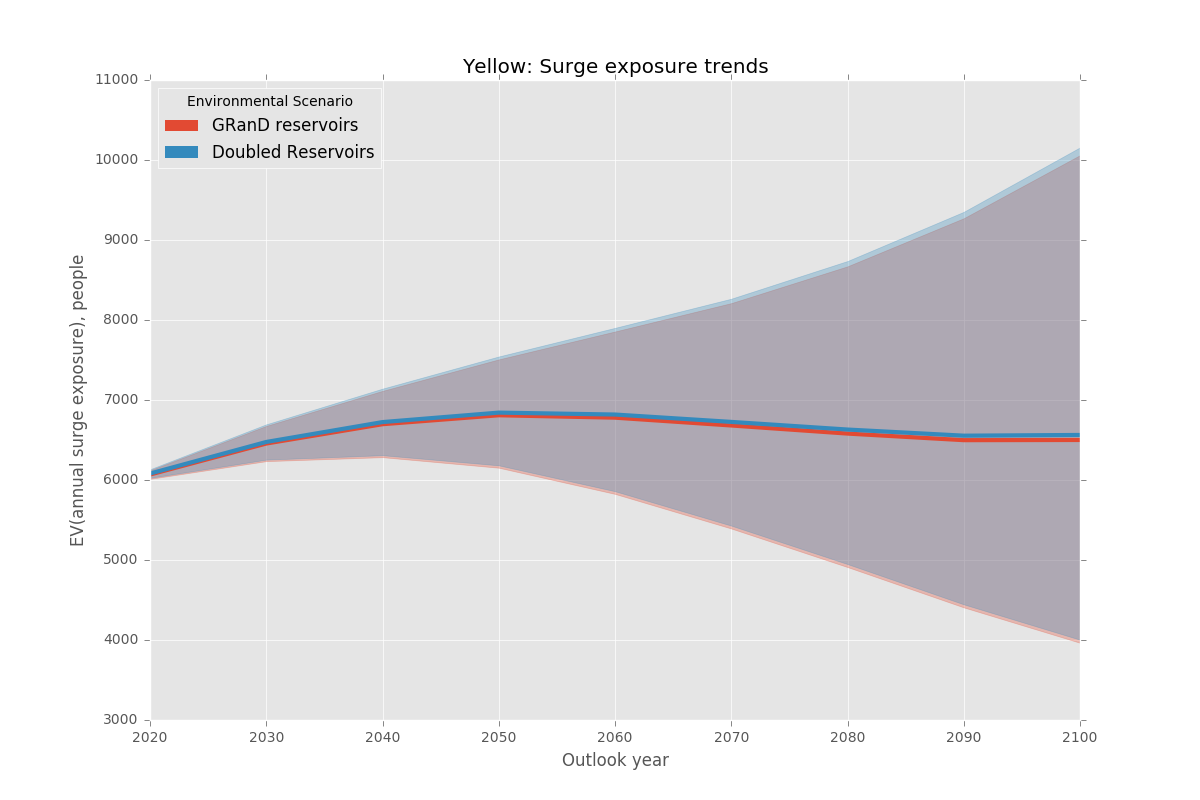 Yellow: Surge exposure trends
Environmental Scenario
GRanD reservoirs
Doubled Reservoirs
EV(annual surge exposure), people
11000
10000
9000
8000
7000
6000
5000
4000
3000
2020 2030 2040 2050 2060 2070 2080 2090 2100
Outlook year